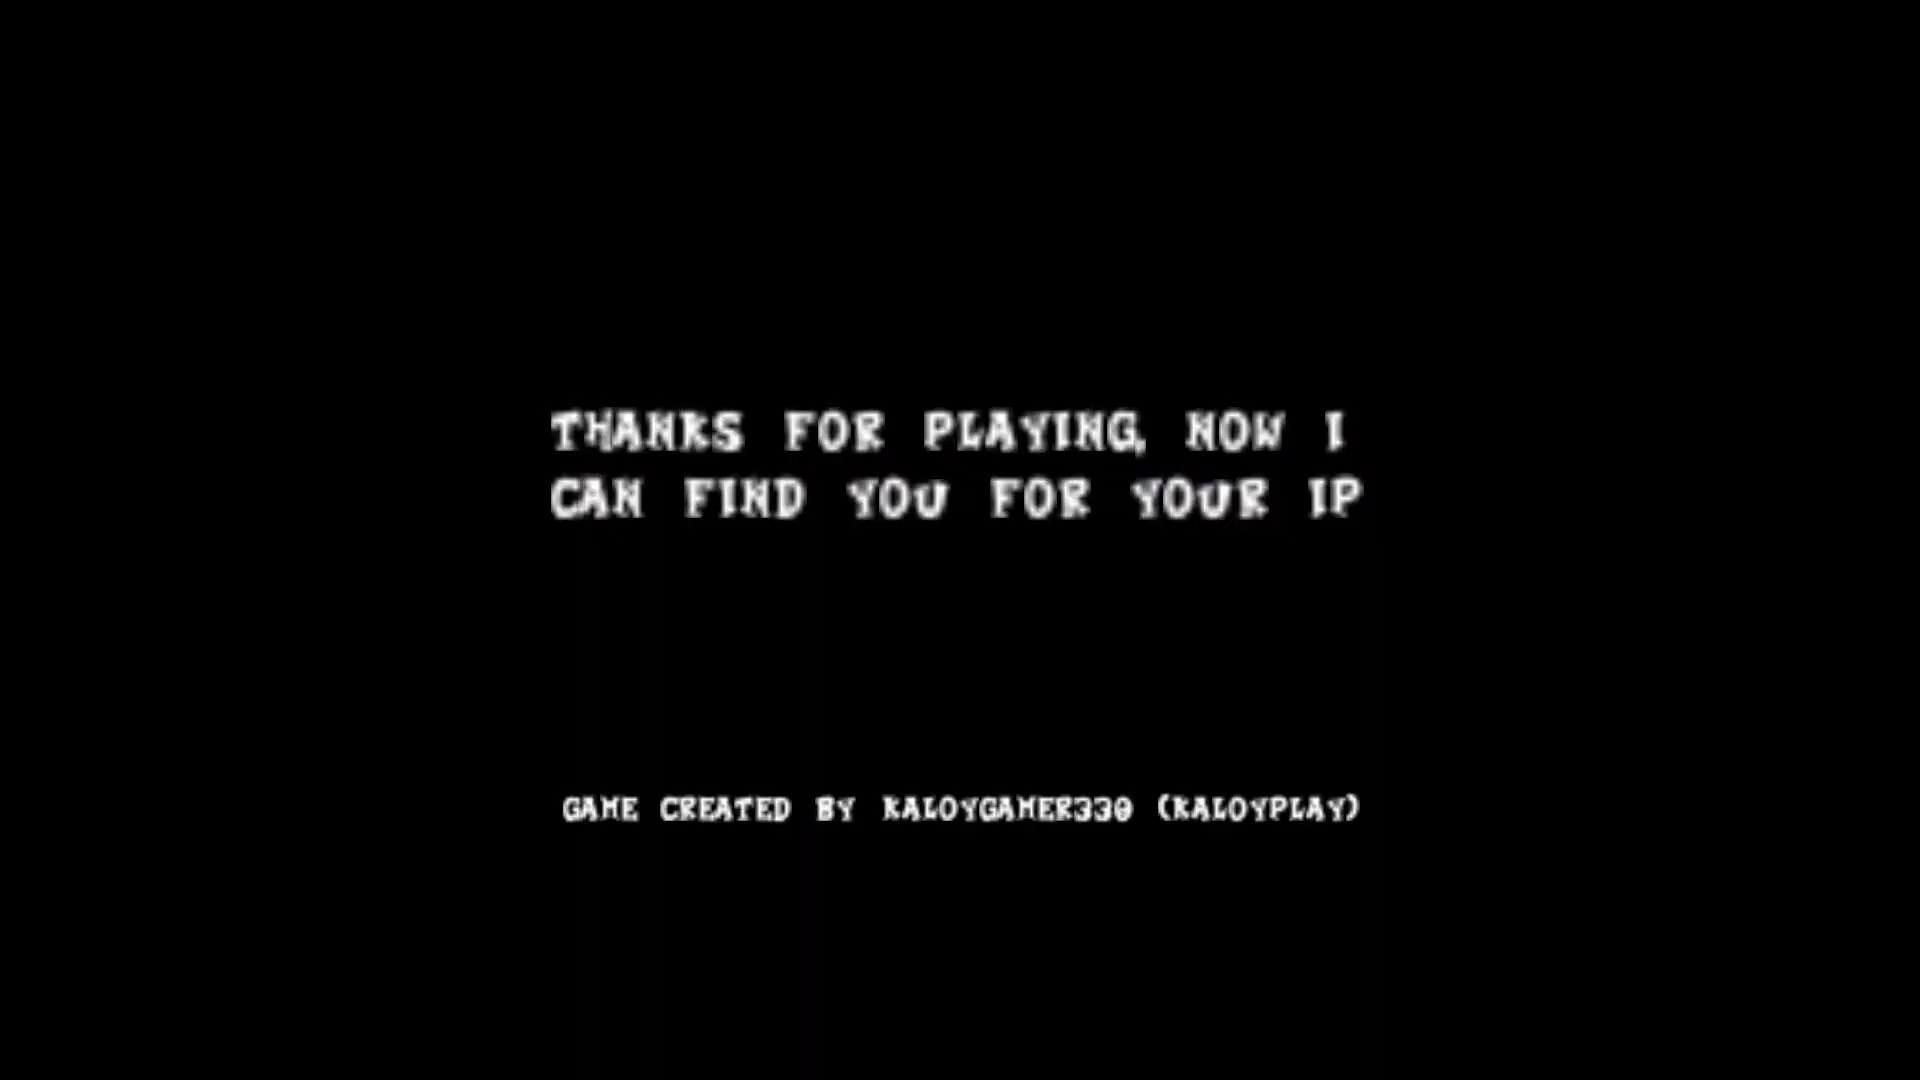 THANKS FOR PLAYING, NOW I
CAN FIND YOU FOR YOUR IP
GAME CREATED BY KALOYGAMER330 (KALOYPLAY)